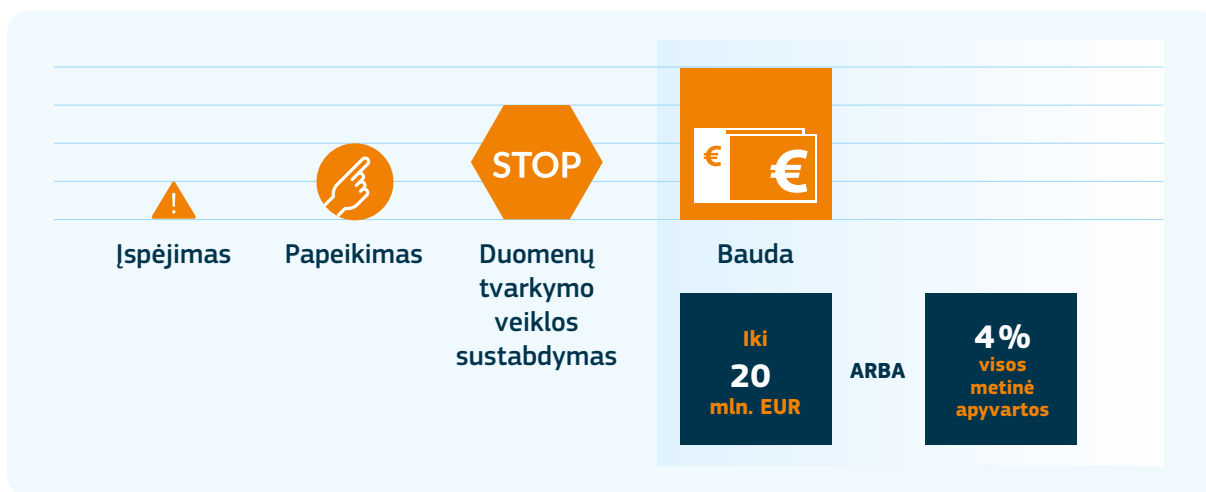 STOP
€ €
Įspėjimas
Papeikimas
Duomenų
tvarkymo
veiklos
sustabdymas
Bauda
Iki
20
mln. EUR
ARBA
4%
visos
metinė
apyvartos